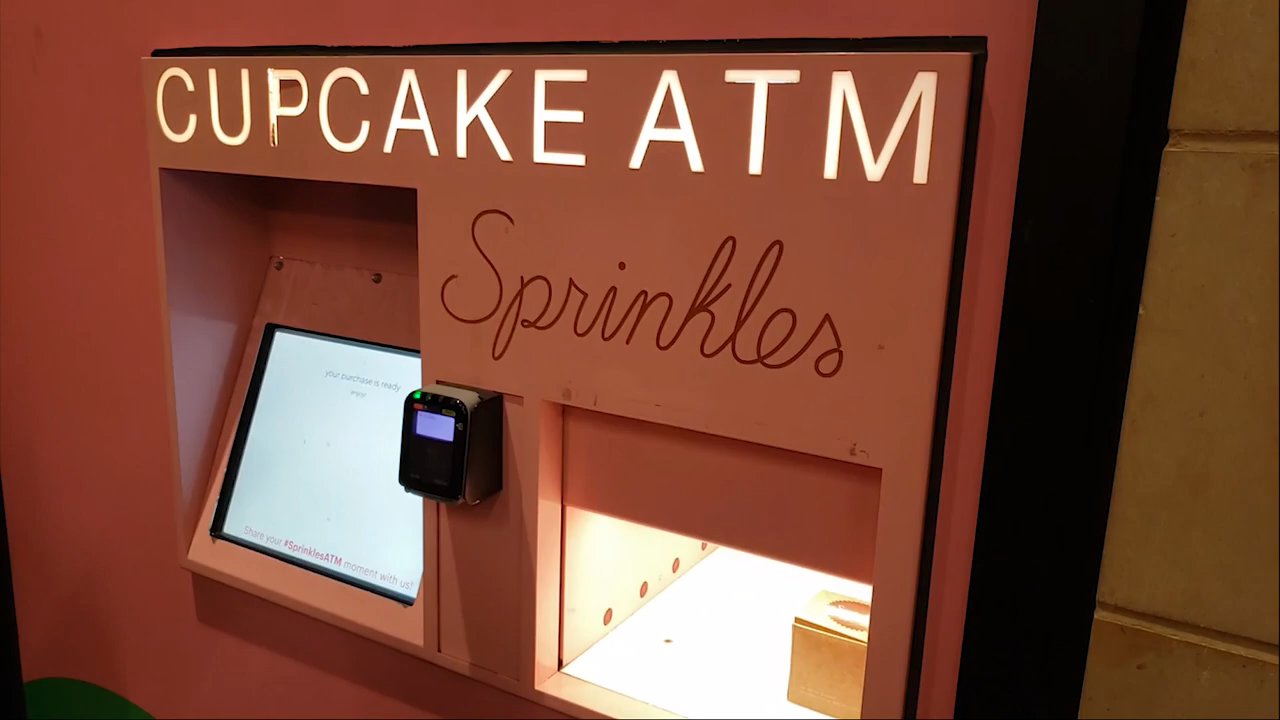 CUPCAKE ATM
Sprinkles
your purchase is ready
enjoy!
Share your #SprinklesATM moment with us!